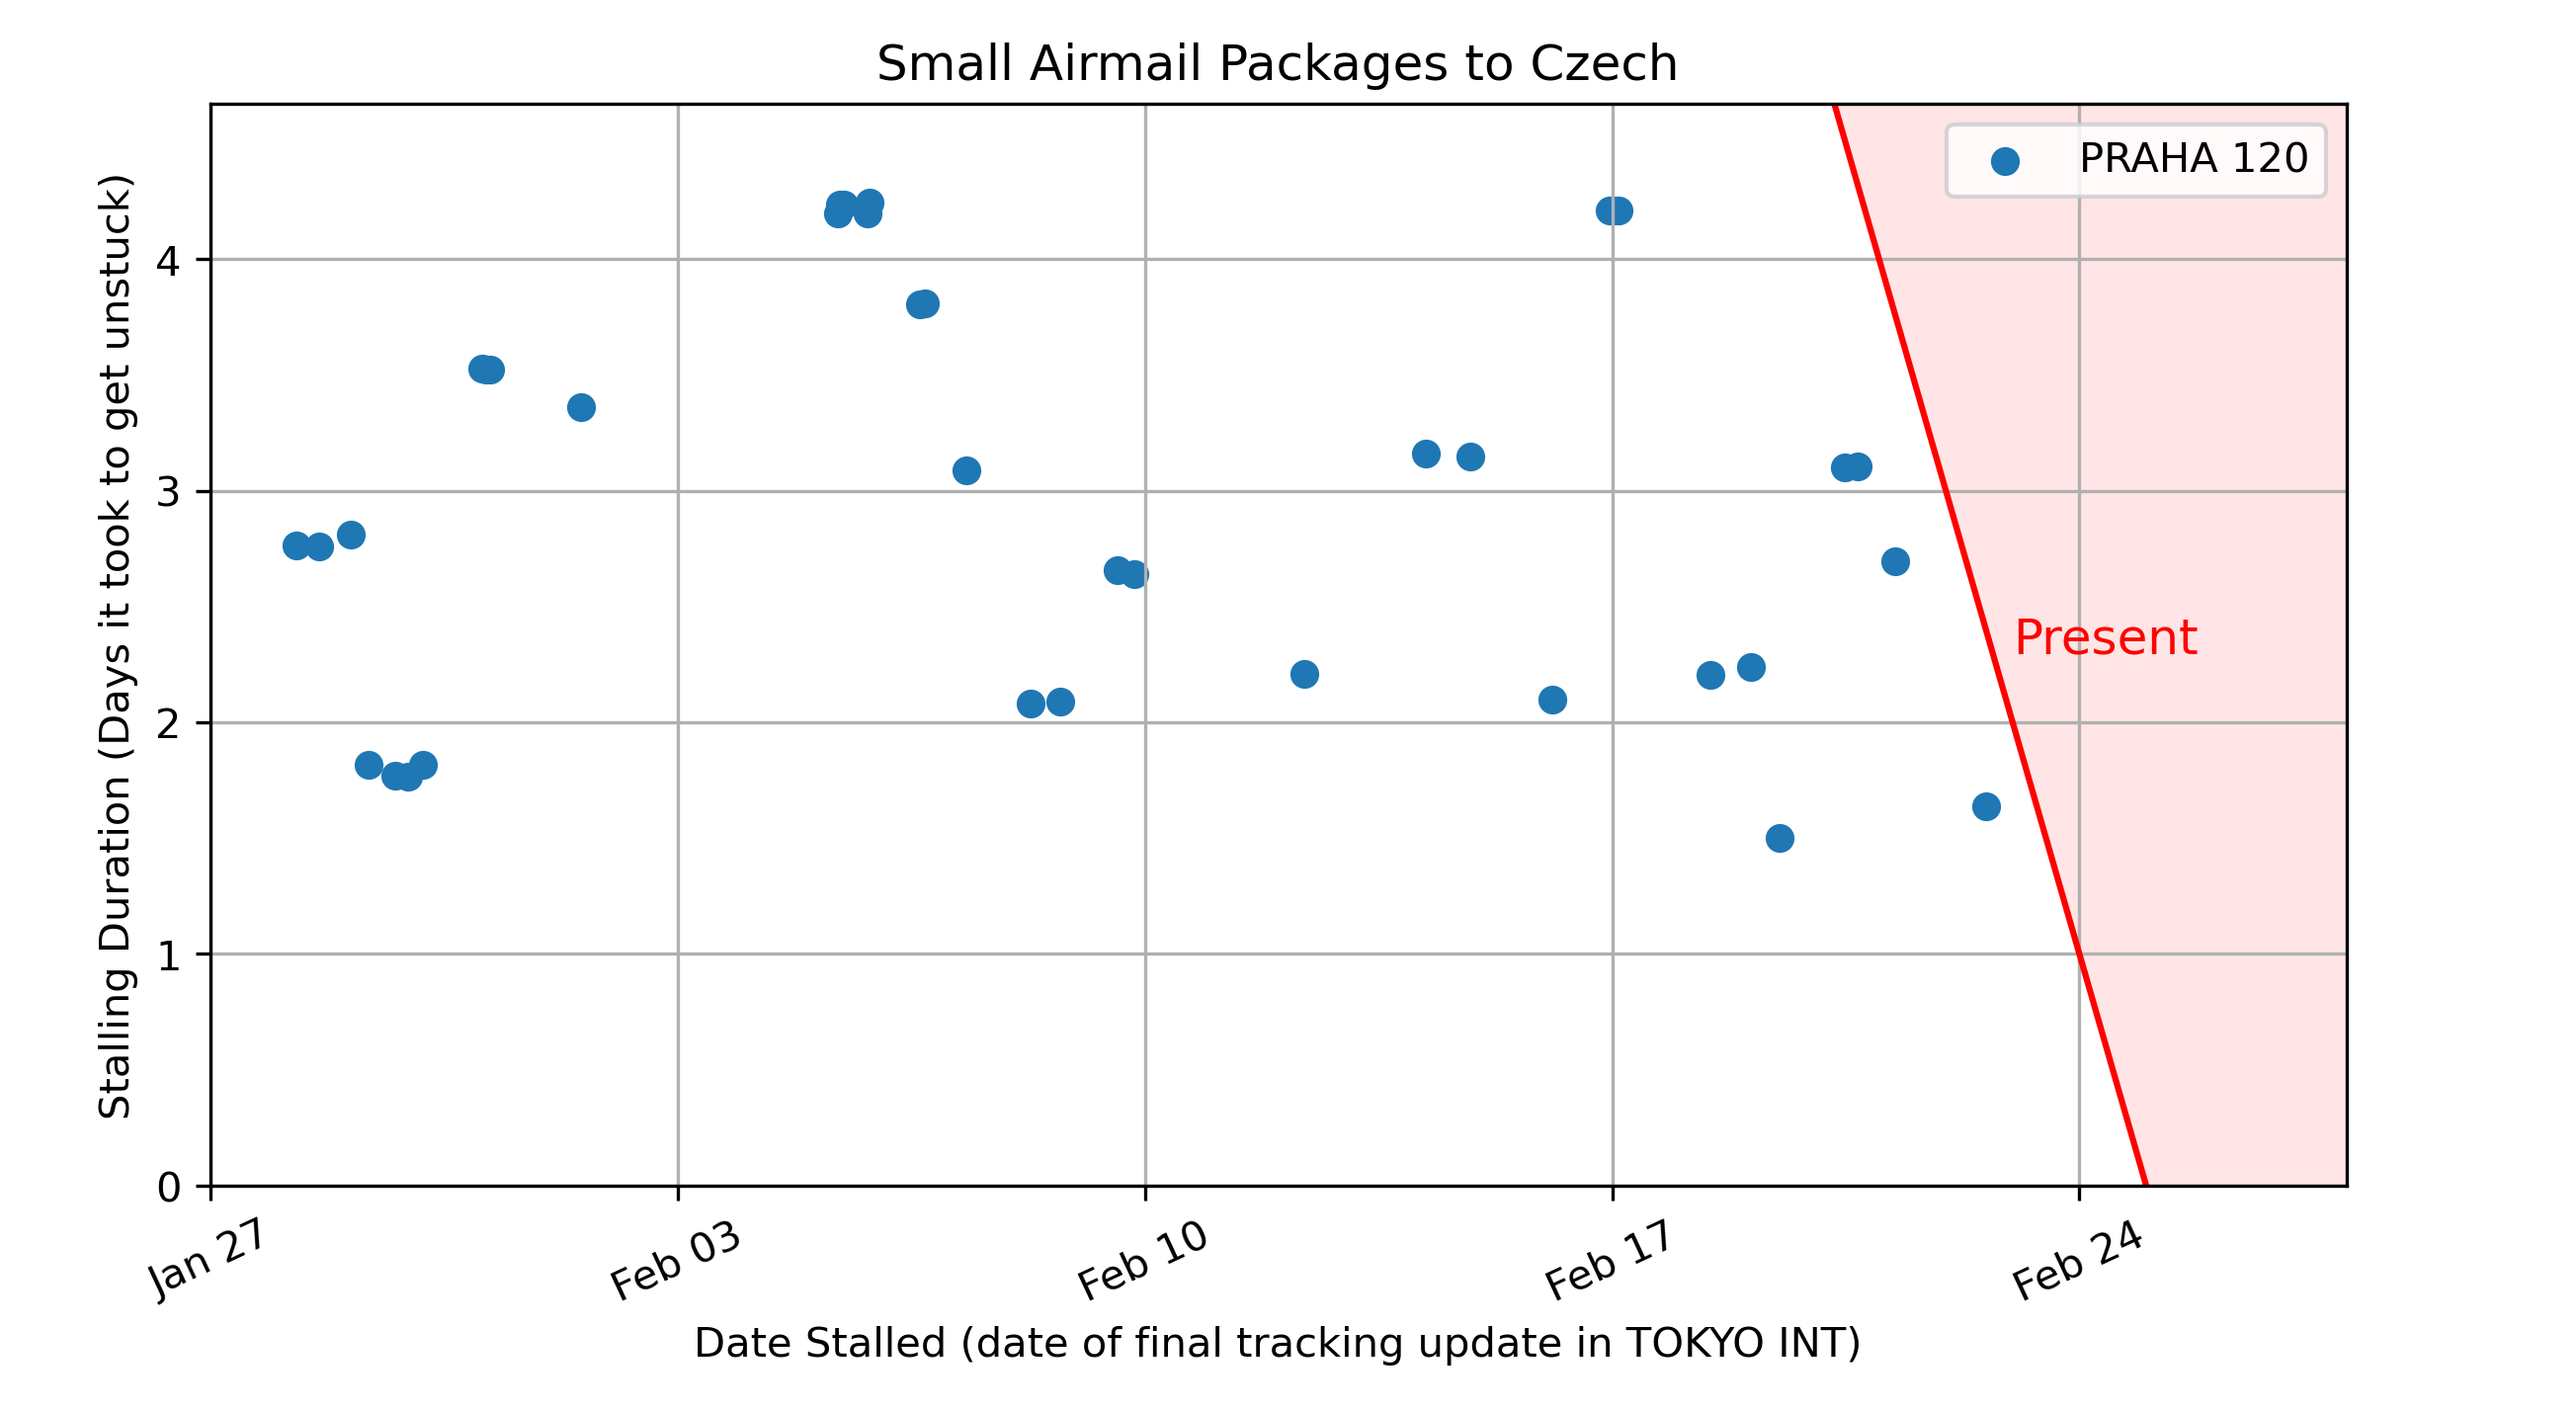 Small Airmail Packages to Czech
PRAHA 120
Stalling Duration (Days it took to get unstuck)
4
3
2
1
0
Present
Jan 27
Feb 03
Feb 10
Feb 17
Feb 24
Date Stalled (date of final tracking update in TOKYO INT)